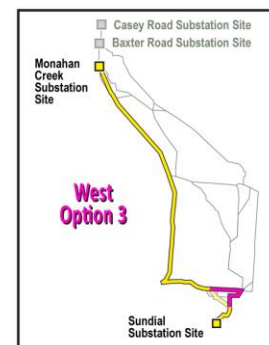 Casey Road Substation Site
Baxter Road Substation Site
Monahan
Creek
Substation
Site
West
Option 3
Sundial
Substation Site